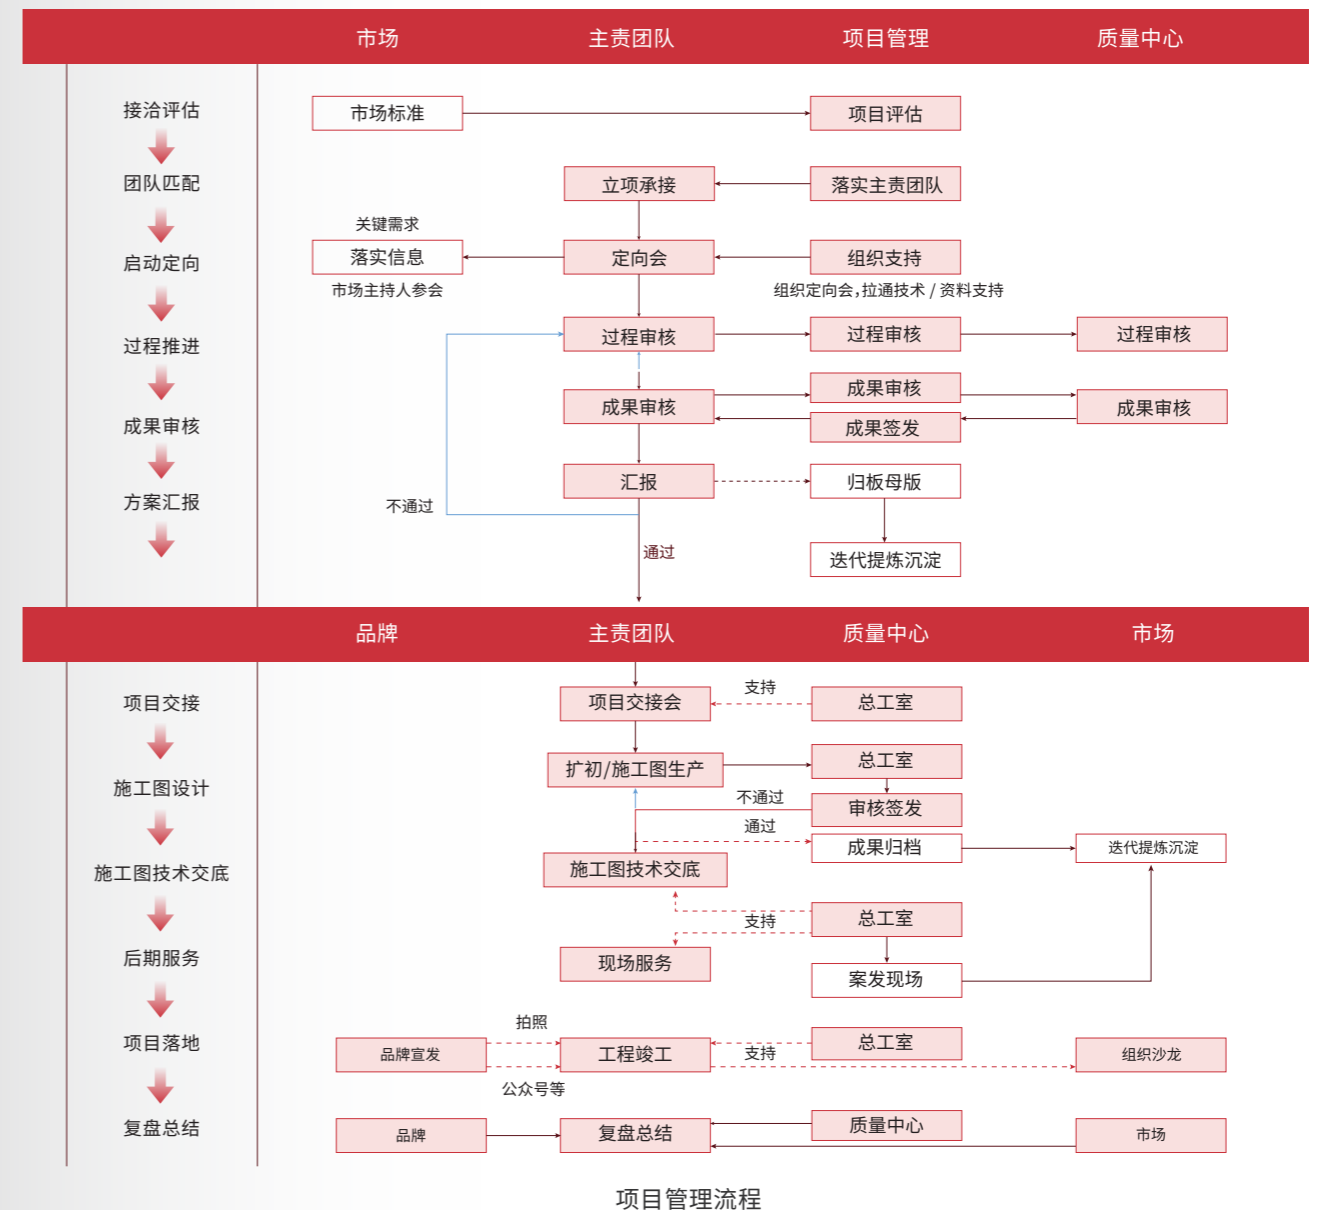 市场 主责团队 项目管理 质量中心
接洽评估 市场标准 项目评估
团队匹配 立项承接 落实主责团队
关键需求
启动定向 落实信息 定向会 组织支持
市场主持人参会 组织定向会,拉通技术 / 资料支持
过程推进 过程审核 过程审核 过程审核
成果审核
成果审核 成果审核 成果审核
成果签发
方案汇报 汇报 归板母版
不通过
通过 迭代提炼沉淀
品牌 主责团队 质量中心 市场
项目交接 项目交接会 支持 总工室
施工图设计 扩初/施工图生产 总工室
不通过 审核签发
通过 成果归档 迭代提炼沉淀
施工图技术交底 施工图技术交底
支持 总工室
后期服务 现场服务 案发现场
拍照
项目落地 品牌宣发 工程竣工 支持 总工室 组织沙龙
公众号等
复盘总结 品牌 复盘总结 质量中心 市场
项目管理流程